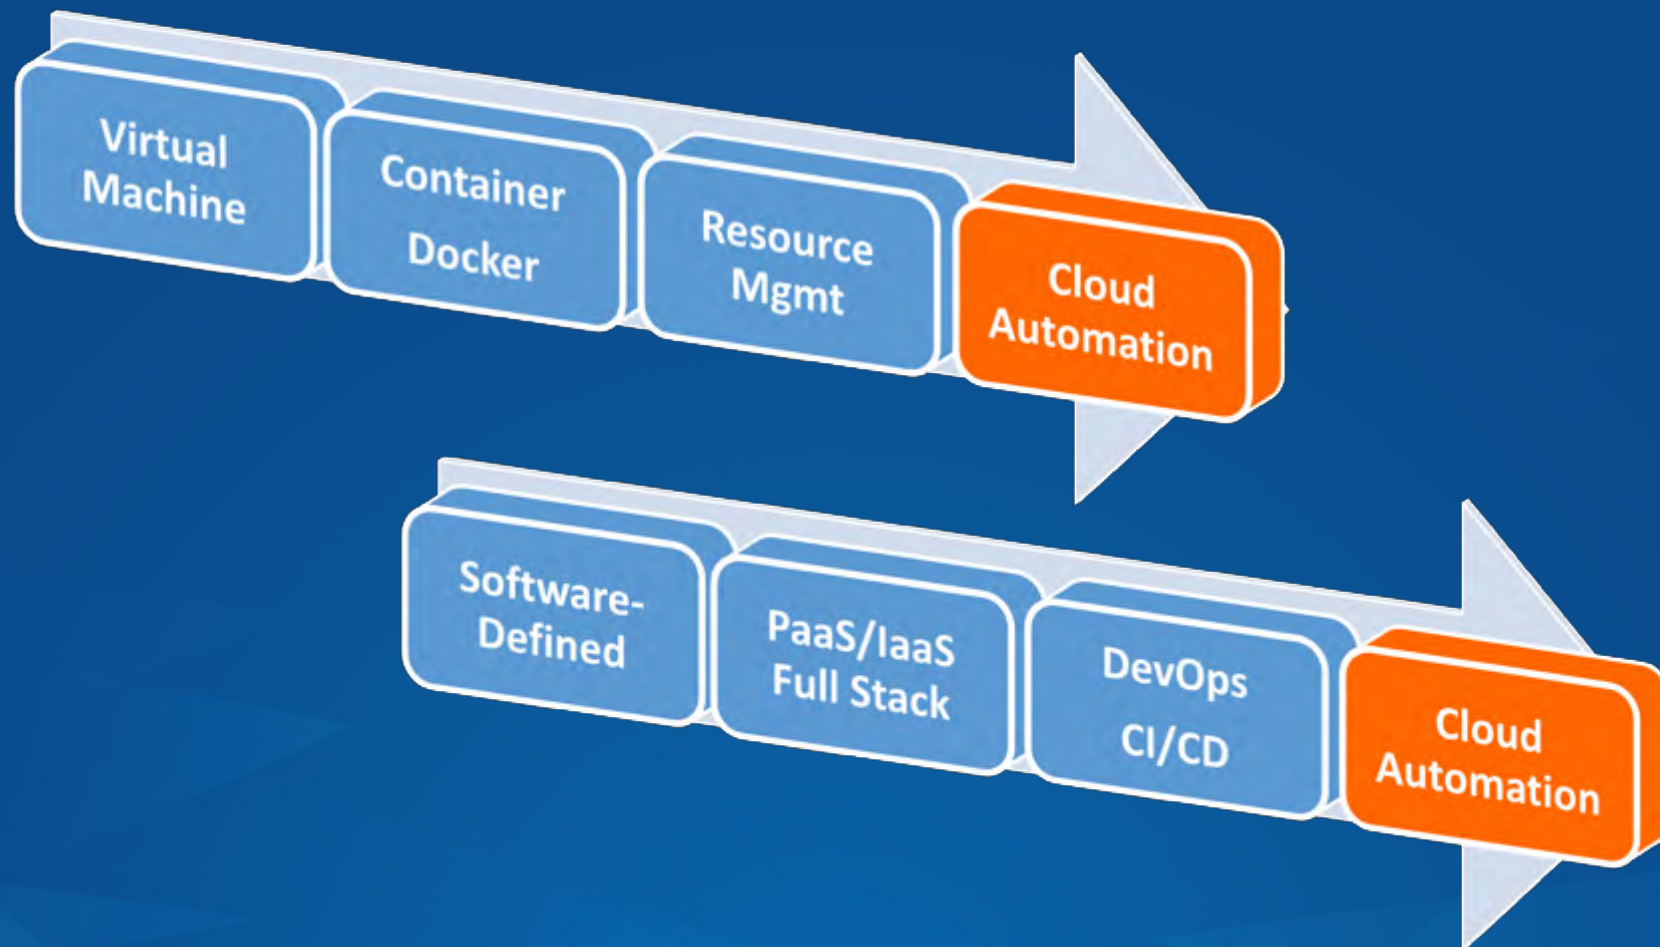 Virtual
Machine
Container
Docker
Resource
Mgmt
Cloud
Automation
Software-
Defined
PaaS/IaaS
Full Stack
DevOps
CI/CD
Cloud
Automation